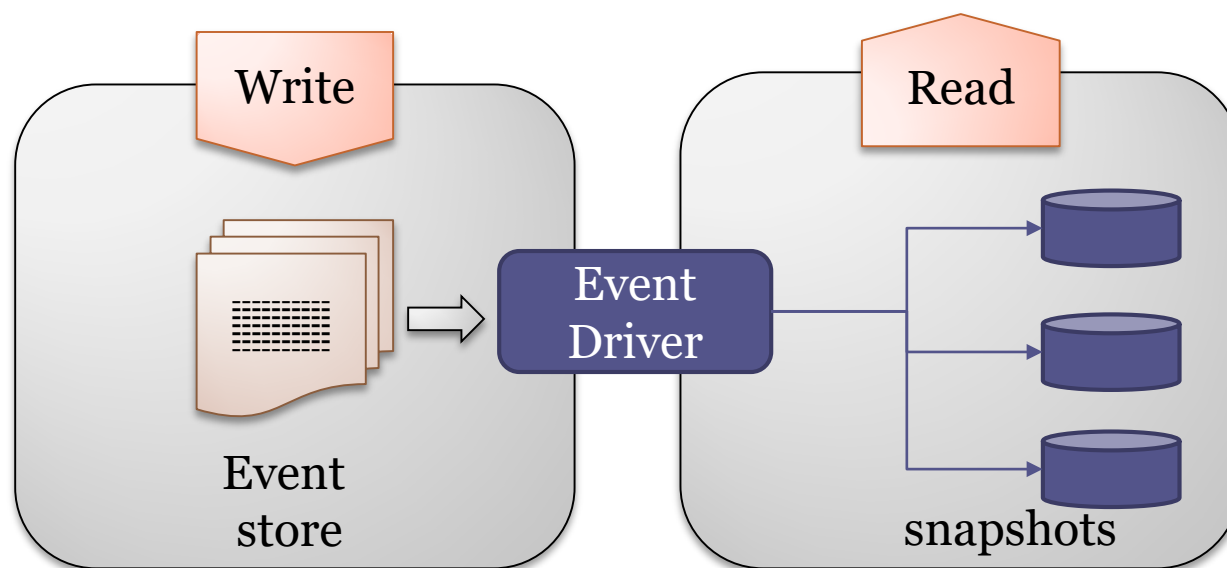 Write
Read
Event
Driver
Event
store
snapshots